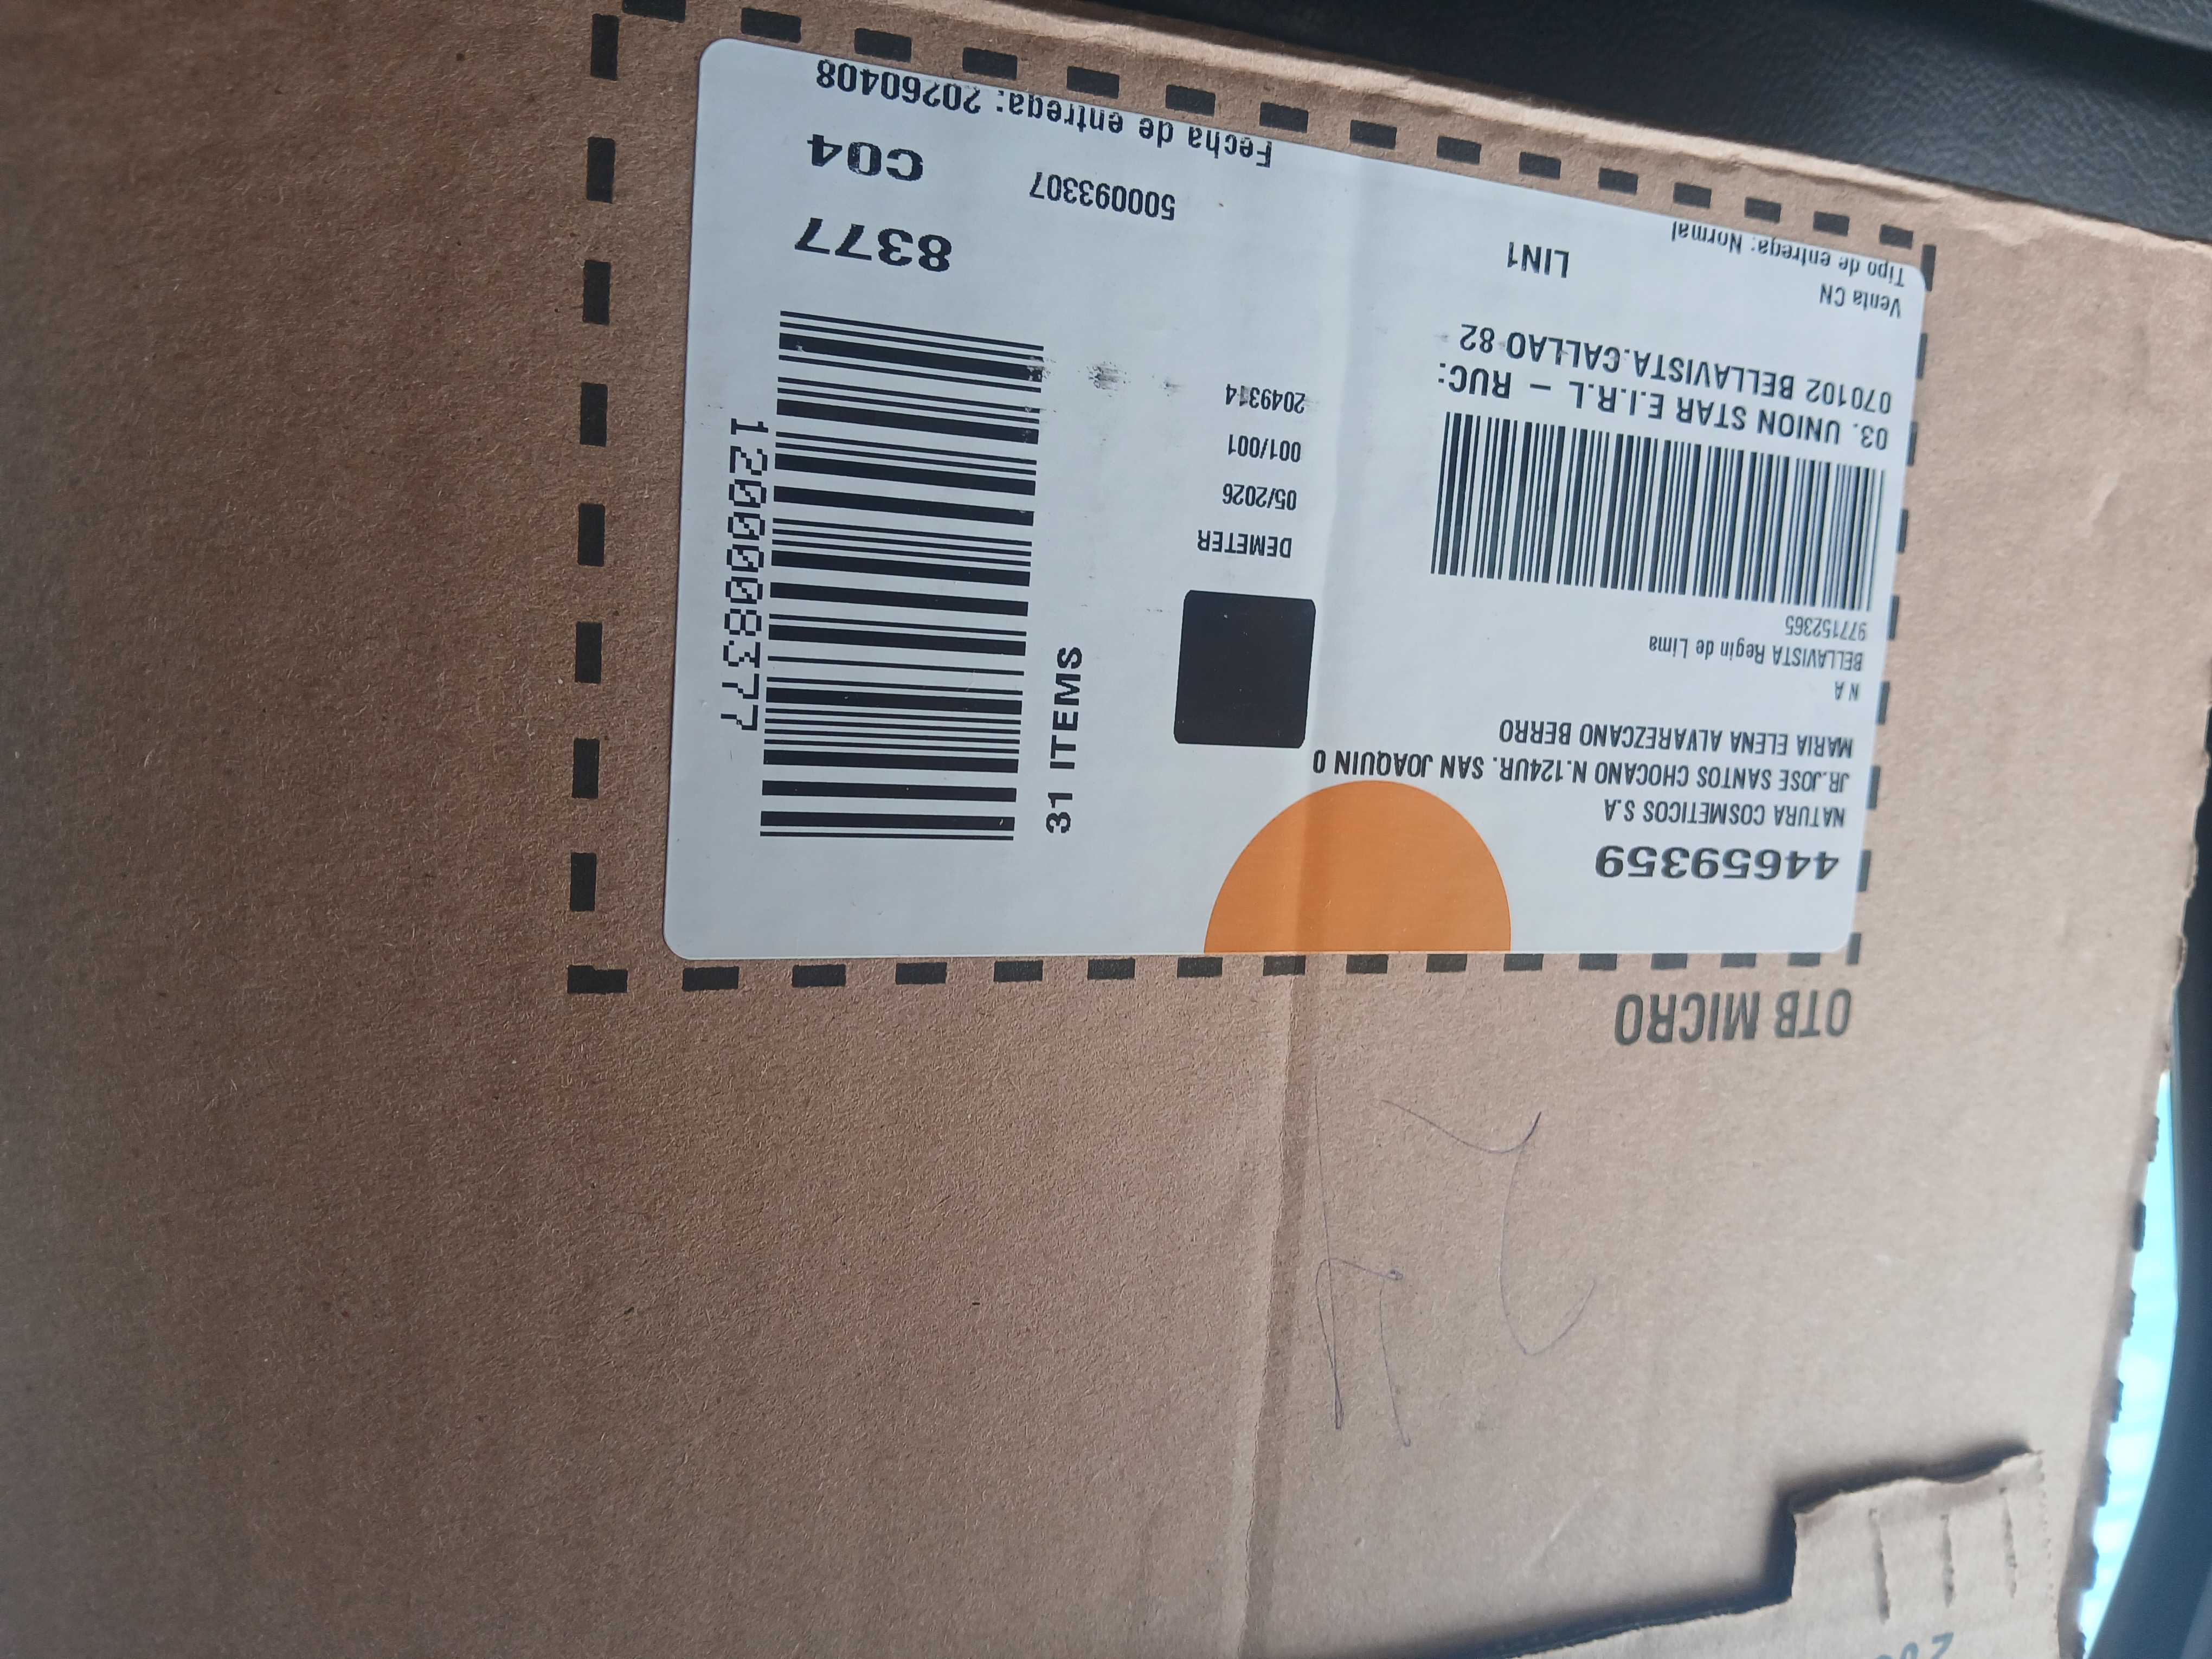 OTB MICRO
44659359
NATURA COSMETICOS S.A
JR.JOSE SANTOS CHOCANO N.124UR. SAN JOAQUIN 0
MARIA ELENA ALVAREZCANO BERRO
N A
BELLAVISTA Regin de Lima
977152365
03. UNION STAR E.I.R.L – RUC:
070102 BELLAVISTA.CALLAO 82
Venta CN
Tipo de entrega: Normal
LIN1
DEMETER
05/2026
001/001
2049314
31 ITEMS
1200008377
8377
500093307
C04
Fecha de entrega: 20260408